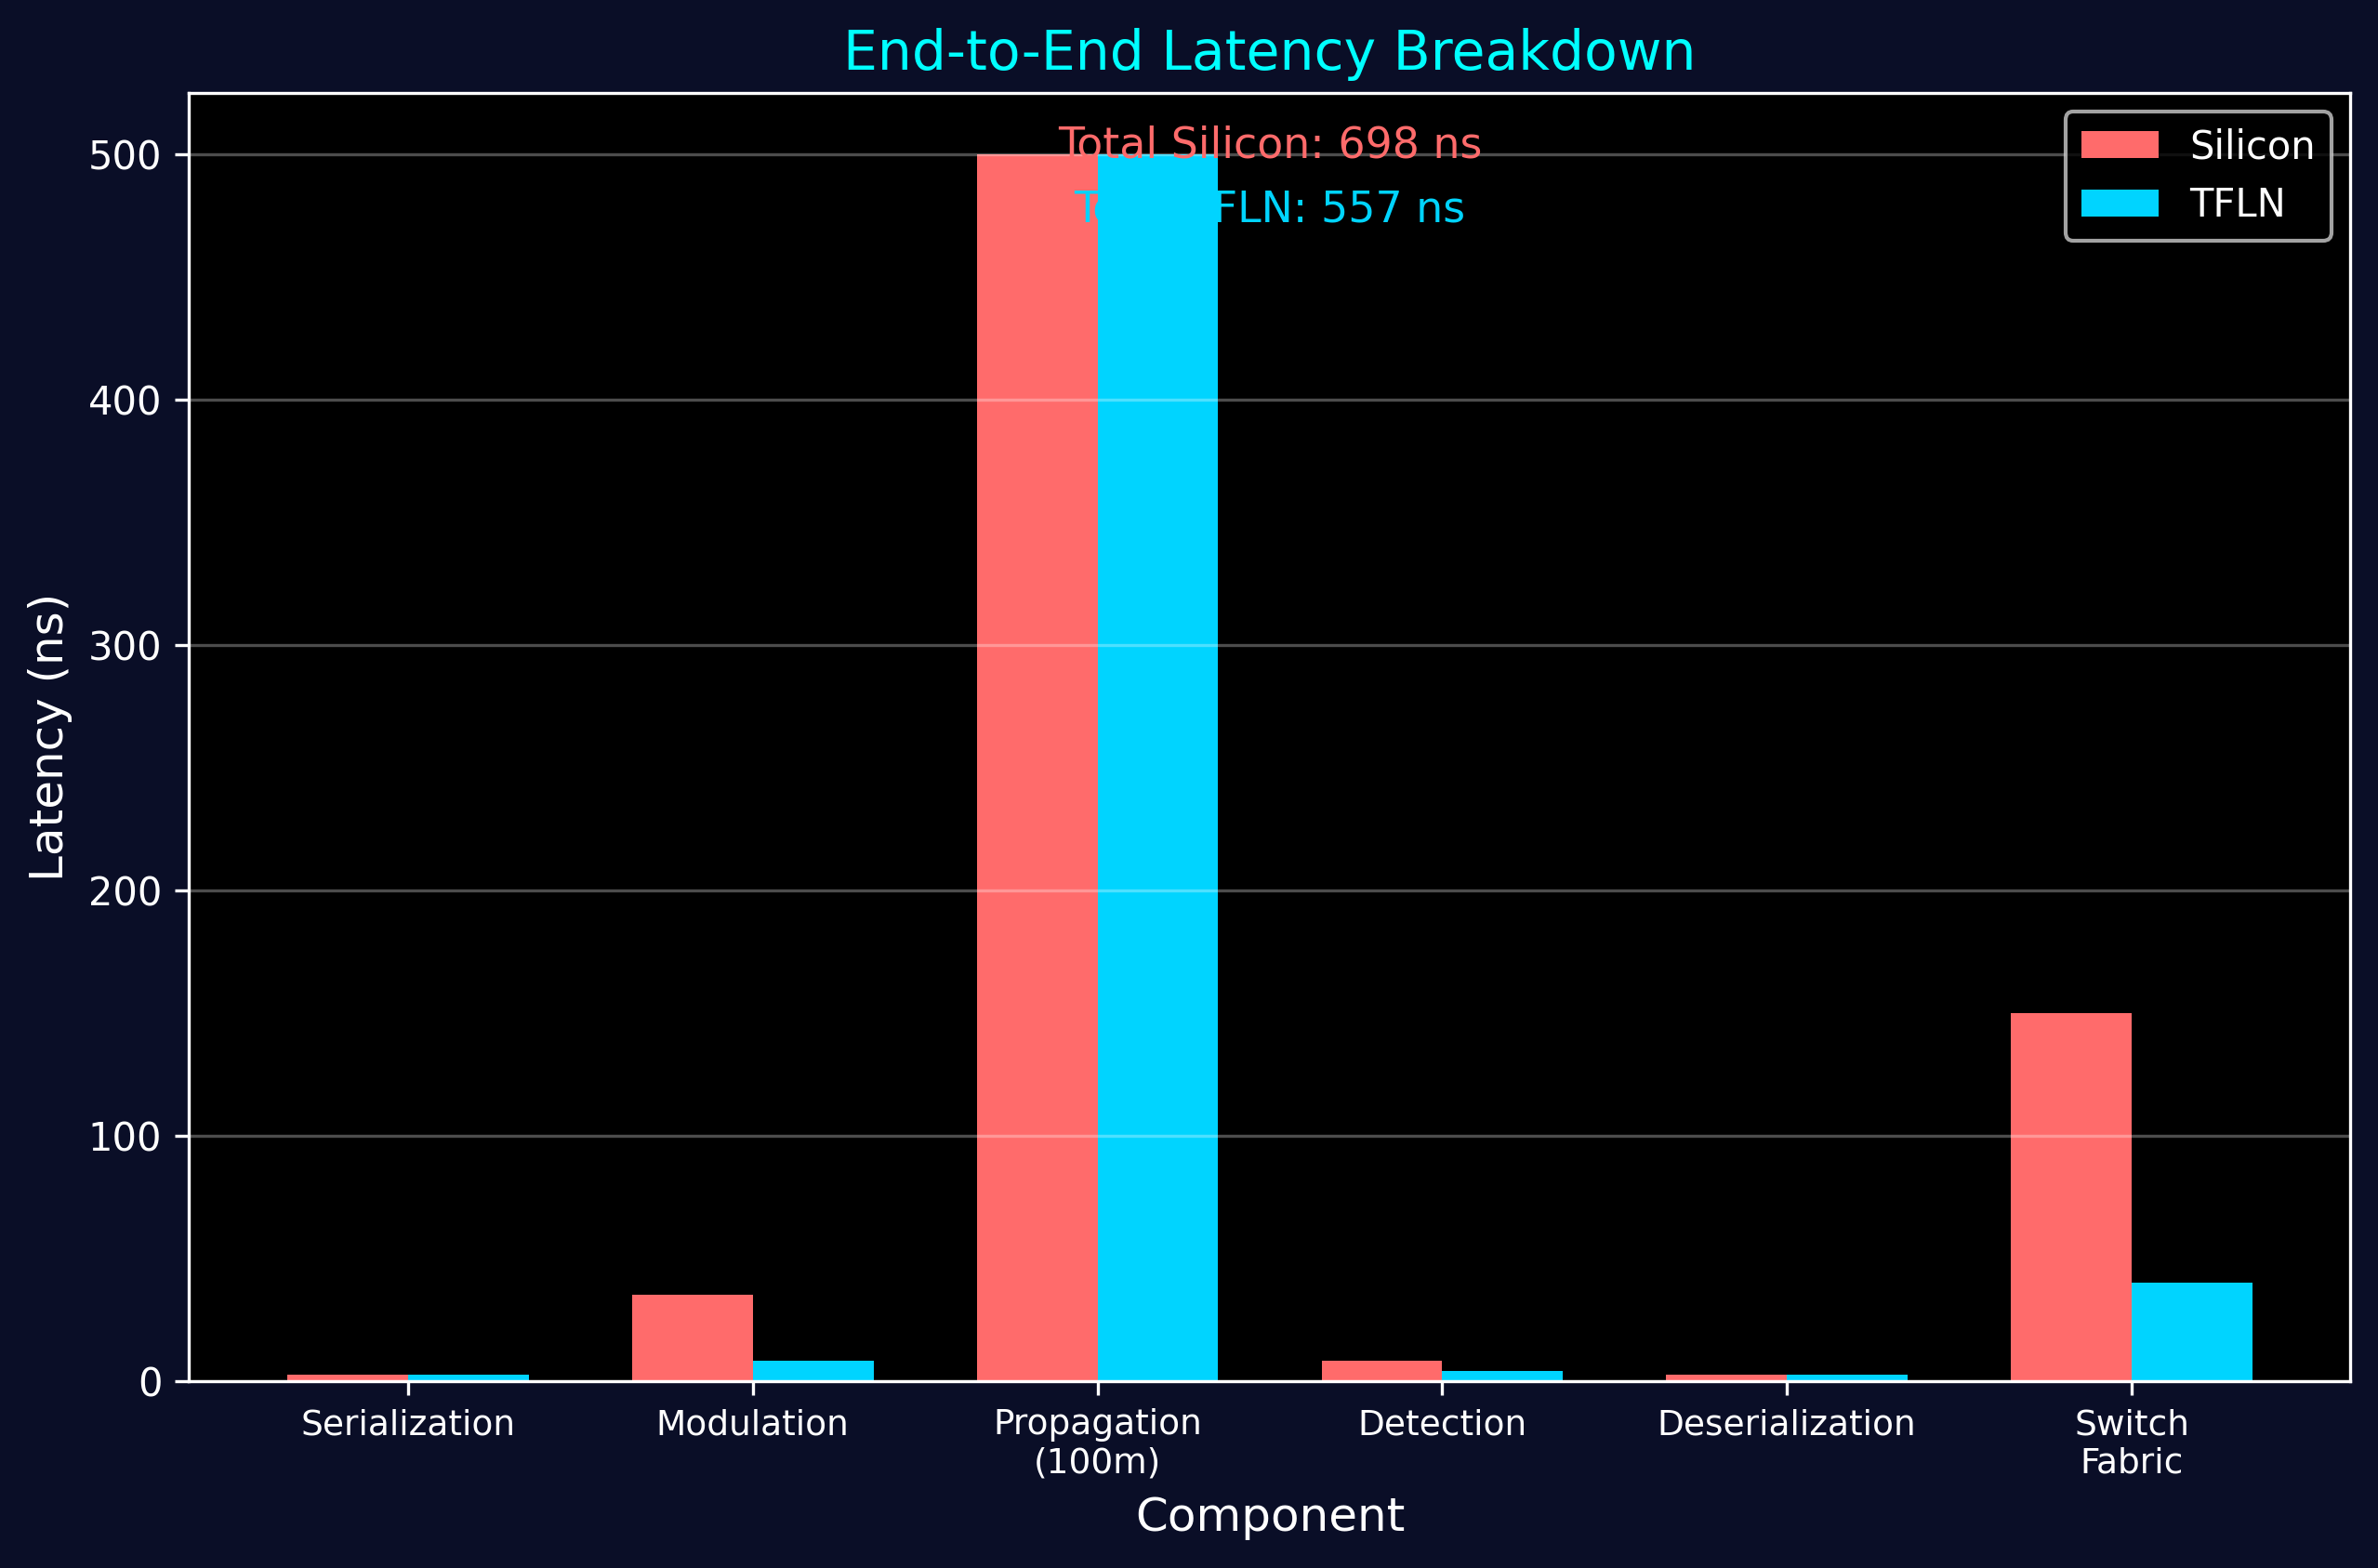 End-to-End Latency Breakdown
Total Silicon: 698 ns
TFLN: 557 ns
Silicon
TFLN
500
400
300
200
100
0
Latency (ns)
Serialization
Modulation
Propagation
(100m)
Detection
Deserialization
Switch
Fabric
Component